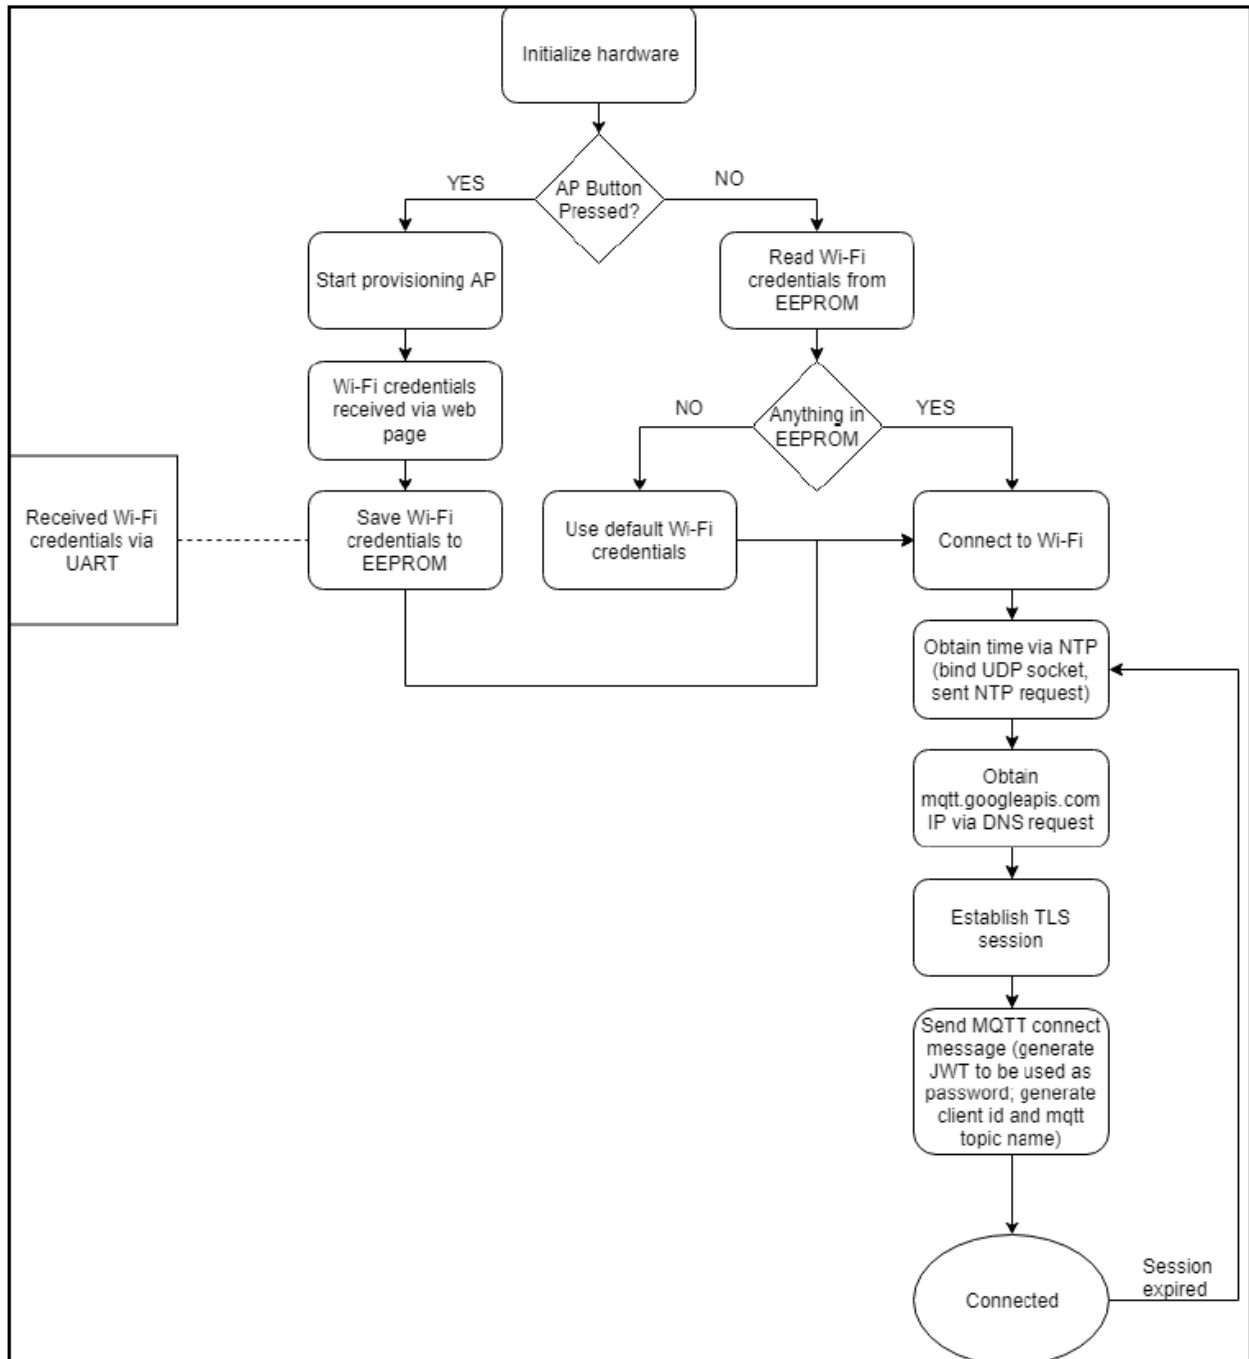 Initialize hardware
YES
AP Button
Pressed?
NO
Start provisioning AP
Read Wi-Fi
credentials from
EEPROM
Wi-Fi credentials
received via web
page
NO
Anything in
EEPROM
YES
Received Wi-Fi
credentials via
UART
Save Wi-Fi
credentials to
EEPROM
Use default Wi-Fi
credentials
Connect to Wi-Fi
Obtain time via NTP
(bind UDP socket,
sent NTP request)
Obtain
mqtt.googleapis.com
IP via DNS request
Establish TLS
session
Send MQTT connect
message (generate
JWT to be used as
password; generate
client id and mqtt
topic name)
Connected
Session
expired